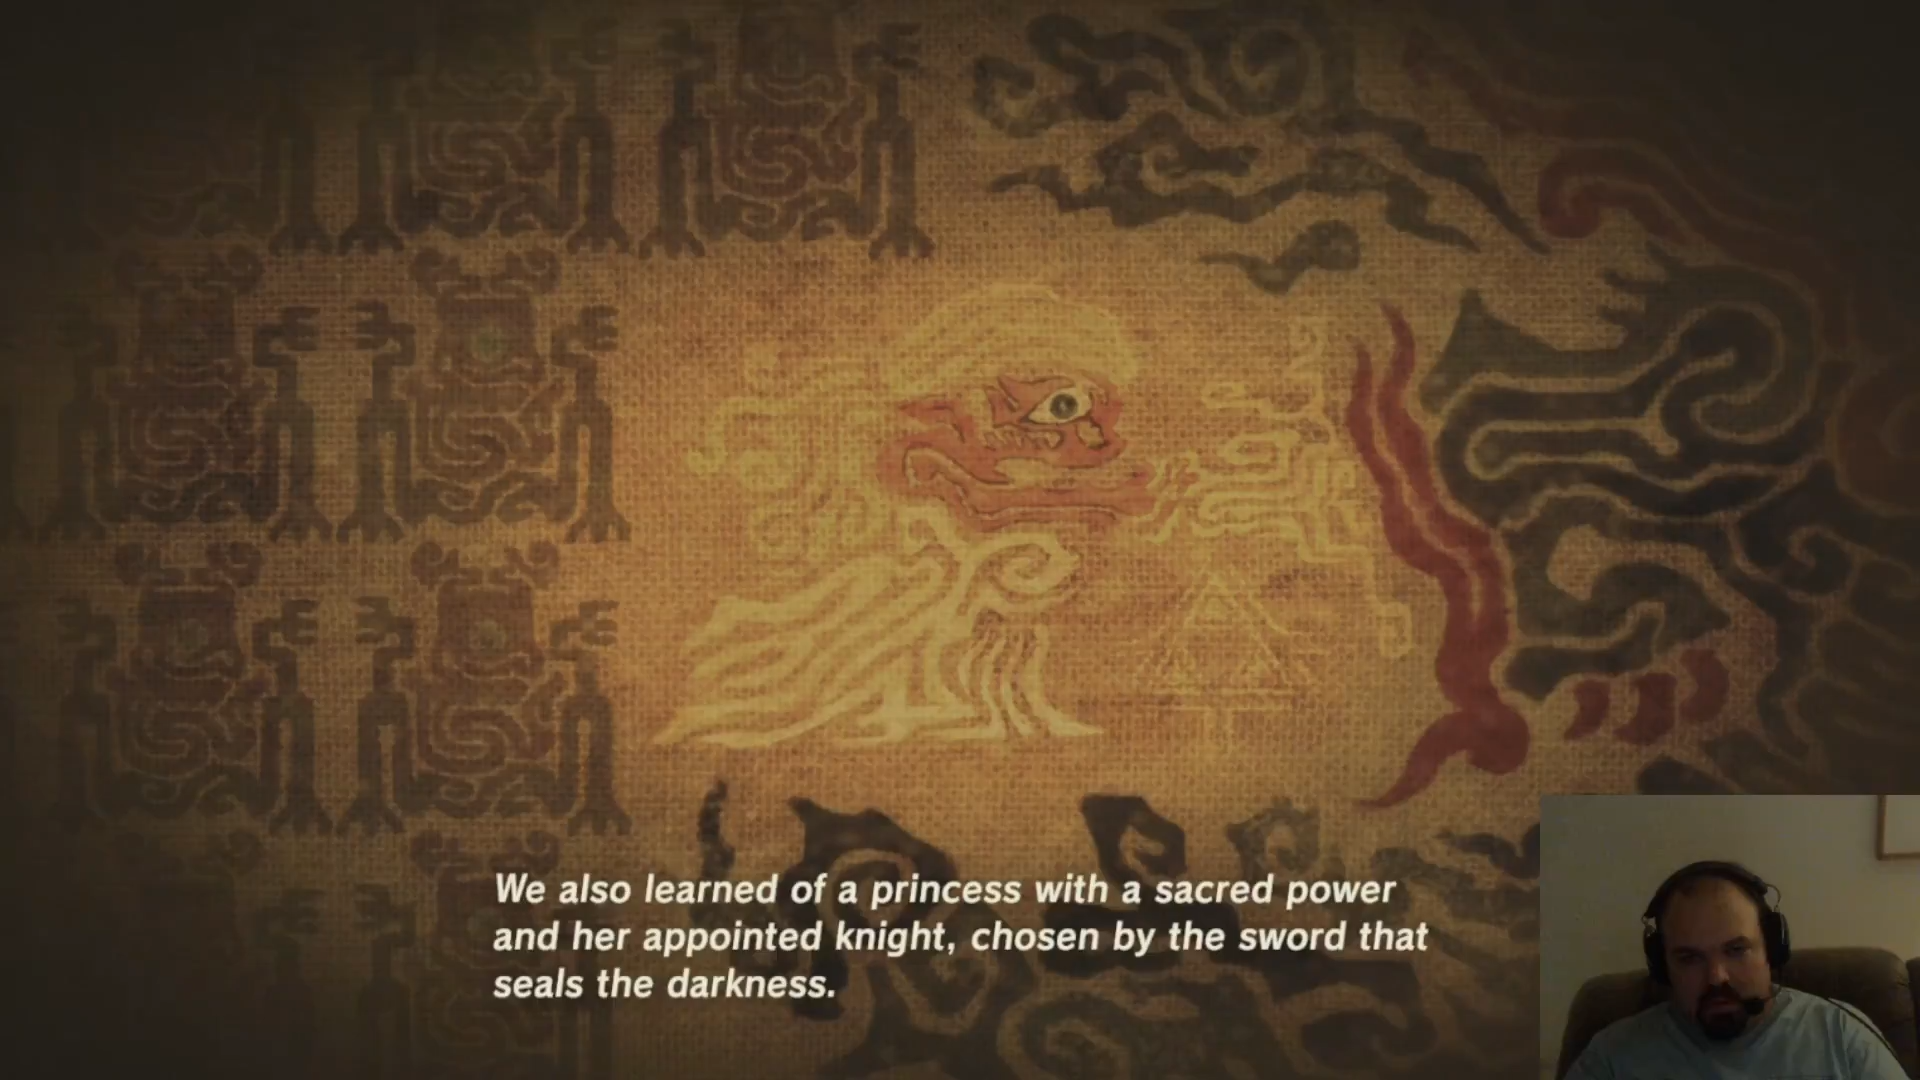 We also learned of a princess with a sacred power
and her appointed knight, chosen by the sword that
seals the darkness.